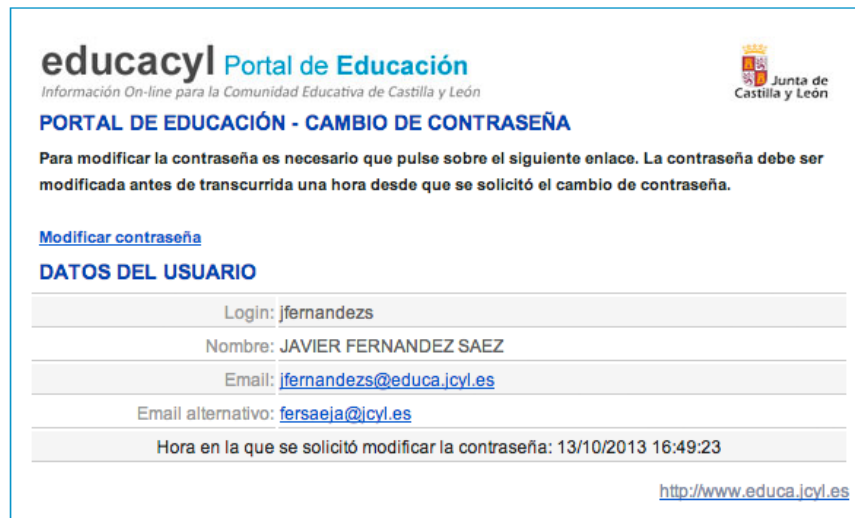 educacyl Portal de Educación
Información On-line para la Comunidad Educativa de Castilla y León
Junta de
Castilla y León
PORTAL DE EDUCACIÓN - CAMBIO DE CONTRASEÑA
Para modificar la contraseña es necesario que pulse sobre el siguiente enlace. La contraseña debe ser
modificada antes de transcurrida una hora desde que se solicitó el cambio de contraseña.
Modificar contraseña
DATOS DEL USUARIO
Login: jfernandezs
Nombre: JAVIER FERNANDEZ SAEZ
Email: jfernandezs@educa.jcyl.es
Email alternativo: fersaeja@jcyl.es
Hora en la que se solicitó modificar la contraseña: 13/10/2013 16:49:23
http://www.educa.jcyl.es